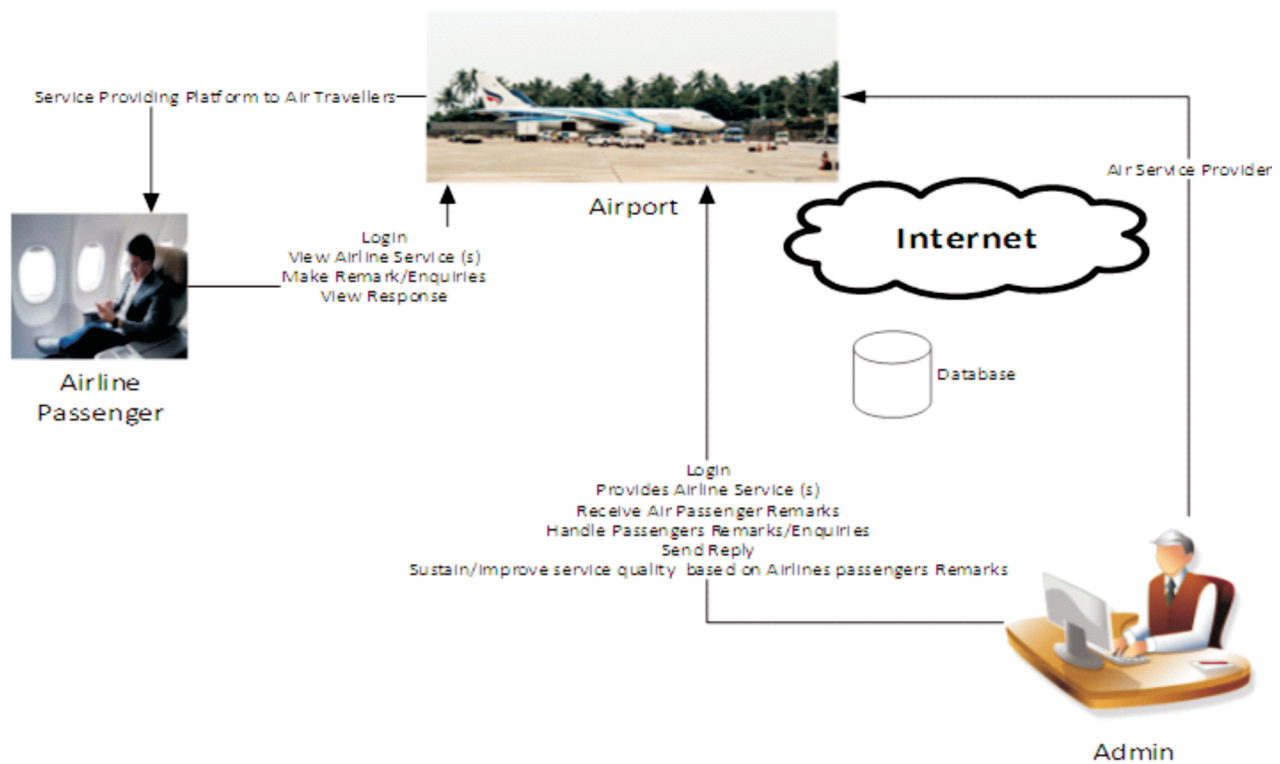 Service Providing Platform to Air Travellers
Airport
Air Service Provider
Internet
Login
View Airline Service (s)
Make Remark/Enquiries
View Response
Airline
Passenger
Database
Login
Provides Airline Service (s)
Receive Air Passenger Remarks
Handle Passengers Remarks/Enquiries
Send Reply
Sustain/improve service quality based on Airlines passengers Remarks
Admin